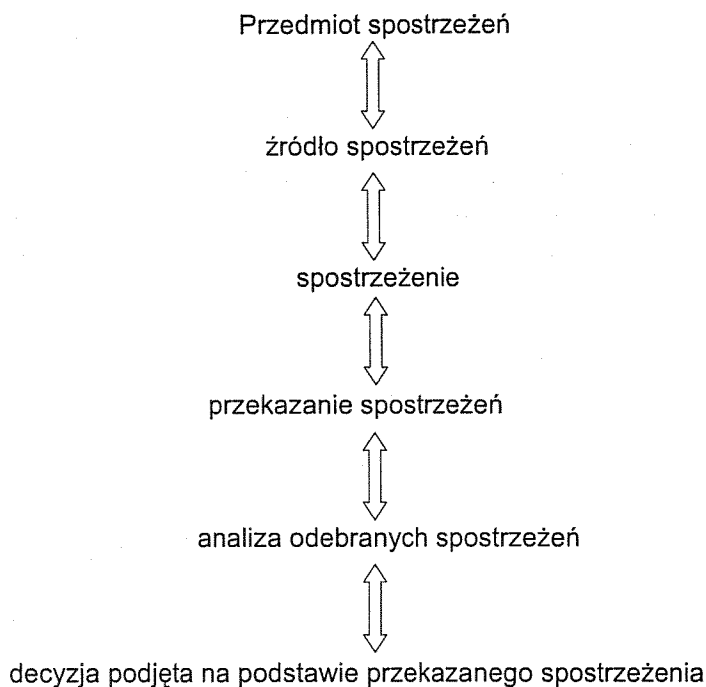 Przedmiot spostrzeżeń
źródło spostrzeżeń
spostrzeżenie
przekazanie spostrzeżeń
analiza odebranych spostrzeżeń
decyzja podjęta na podstawie przekazanego spostrzeżenia